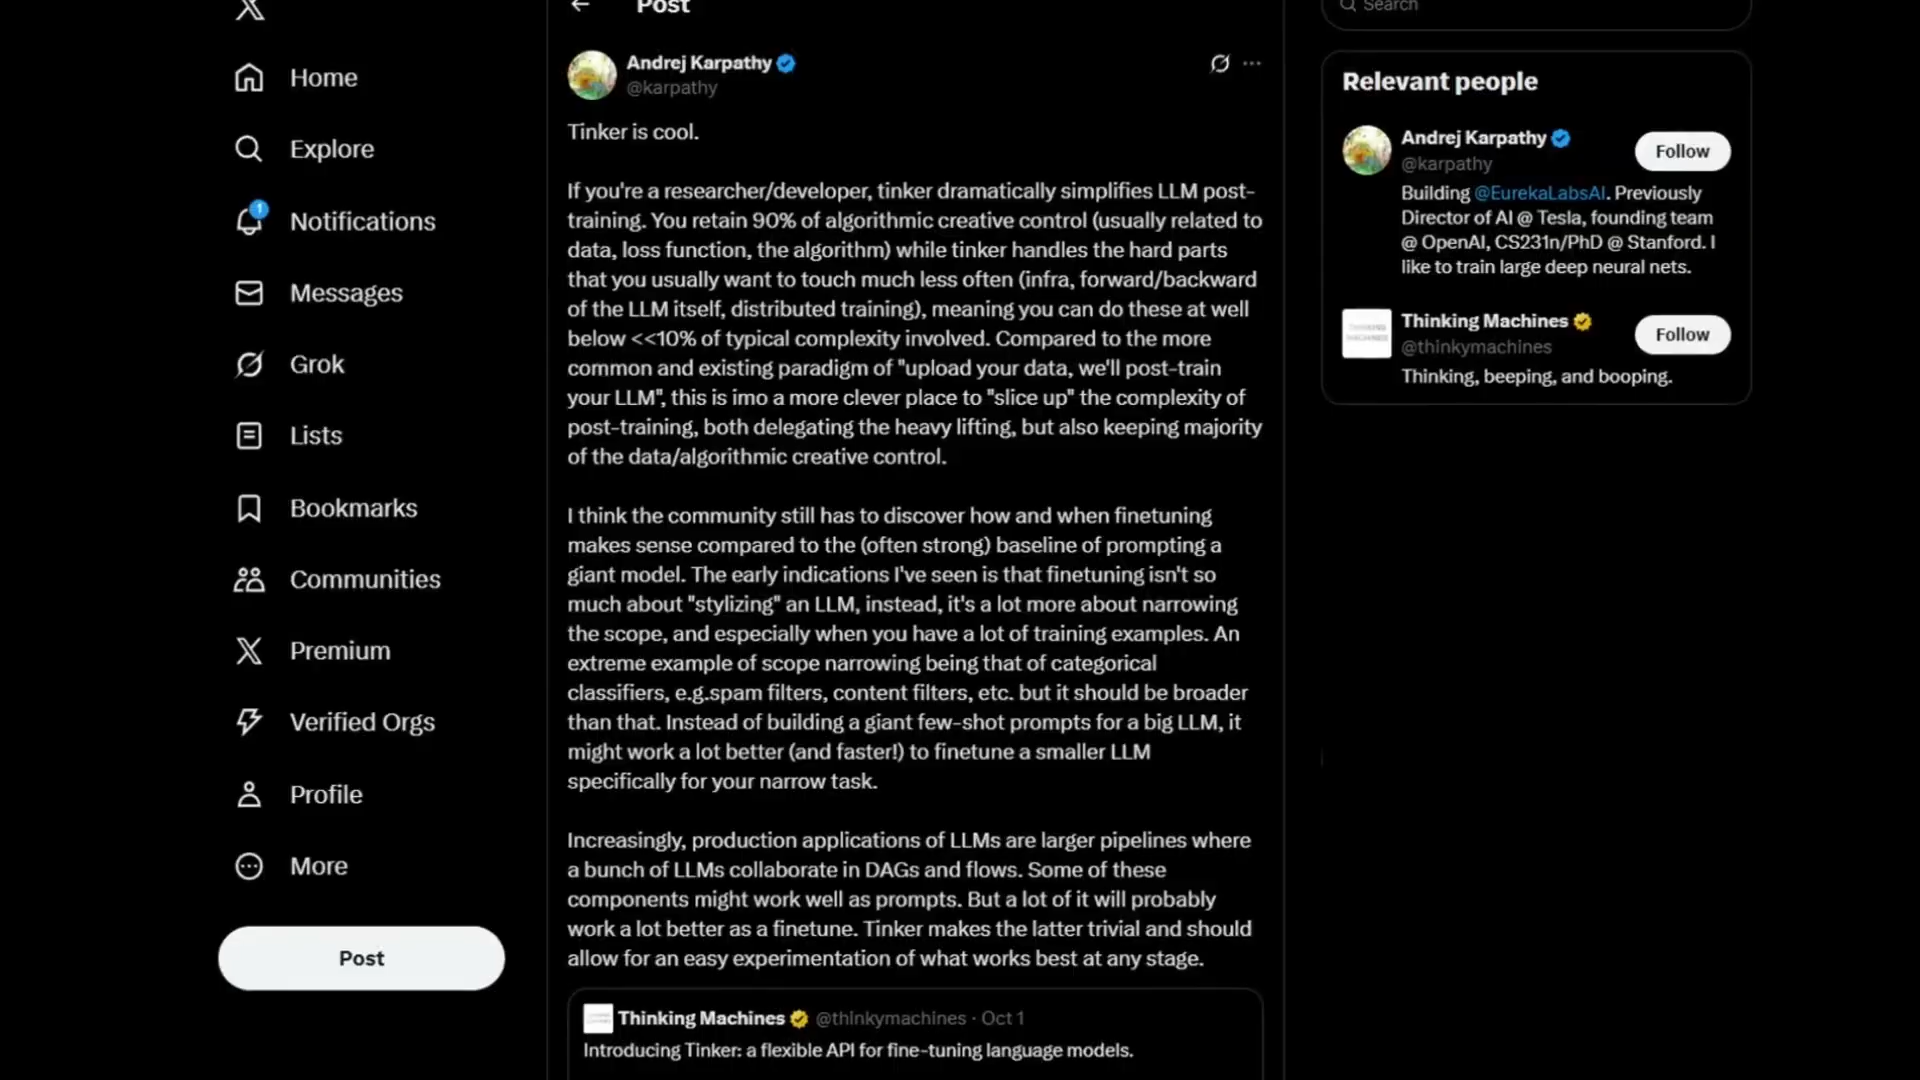 Post
Search
Home
Explore
1
Notifications
Messages
Grok
Lists
Bookmarks
Communities
Premium
Verified Orgs
Profile
More
Post
Andrej Karpathy
@karpathy
Tinker is cool.
If you're a researcher/developer, tinker dramatically simplifies LLM post-
training. You retain 90% of algorithmic creative control (usually related to
data, loss function, the algorithm) while tinker handles the hard parts
that you usually want to touch much less often (infra, forward/backward
of the LLM itself, distributed training), meaning you can do these at well
below <<10% of typical complexity involved. Compared to the more
common and existing paradigm of "upload your data, we'll post-train
your LLM", this is imo a more clever place to "slice up" the complexity of
post-training, both delegating the heavy lifting, but also keeping majority
of the data/algorithmic creative control.
I think the community still has to discover how and when finetuning
makes sense compared to the (often strong) baseline of prompting a
giant model. The early indications I've seen is that finetuning isn't so
much about "stylizing" an LLM, instead, it's a lot more about narrowing
the scope, and especially when you have a lot of training examples. An
extreme example of scope narrowing being that of categorical
classifiers, e.g.spam filters, content filters, etc. but it should be broader
than that. Instead of building a giant few-shot prompts for a big LLM, it
might work a lot better (and faster!) to finetune a smaller LLM
specifically for your narrow task.
Increasingly, production applications of LLMs are larger pipelines where
a bunch of LLMs collaborate in DAGs and flows. Some of these
components might work well as prompts. But a lot of it will probably
work a lot better as a finetune. Tinker makes the latter trivial and should
allow for an easy experimentation of what works best at any stage.
Thinking Machines @thinkymachines · Oct 1
Introducing Tinker: a flexible API for fine-tuning language models.
Relevant people
Andrej Karpathy
@karpathy
Follow
Building @EurekaLabsAI. Previously
Director of AI @ Tesla, founding team
@ OpenAI, CS231n/PhD @ Stanford. I
like to train large deep neural nets.
Thinking Machines
@thinkymachines
Follow
Thinking, beeping, and booping.